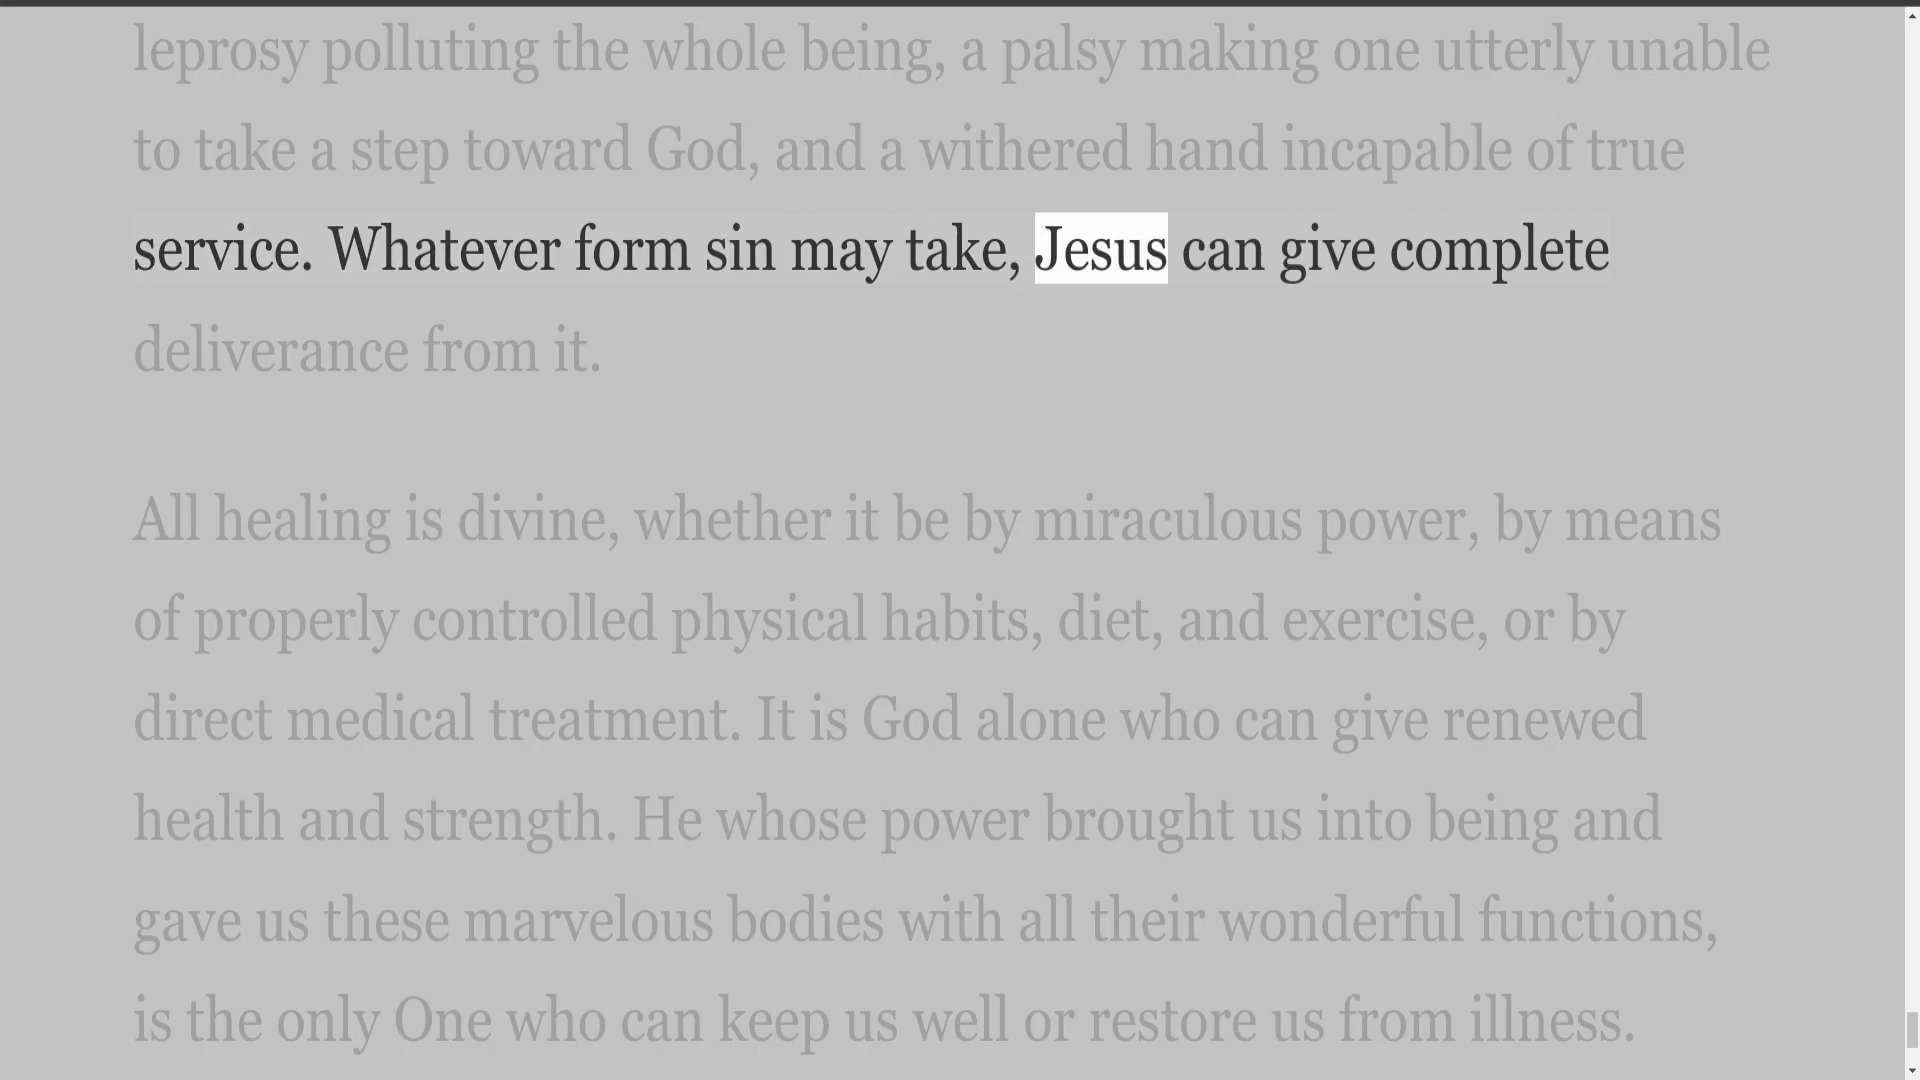 leprosy polluting the whole being, a palsy making one utterly unable
to take a step toward God, and a withered hand incapable of true
service. Whatever form sin may take, Jesus can give complete
deliverance from it.
All healing is divine, whether it be by miraculous power, by means
of properly controlled physical habits, diet, and exercise, or by
direct medical treatment. It is God alone who can give renewed
health and strength. He whose power brought us into being and
gave us these marvelous bodies with all their wonderful functions,
is the only One who can keep us well or restore us from illness.